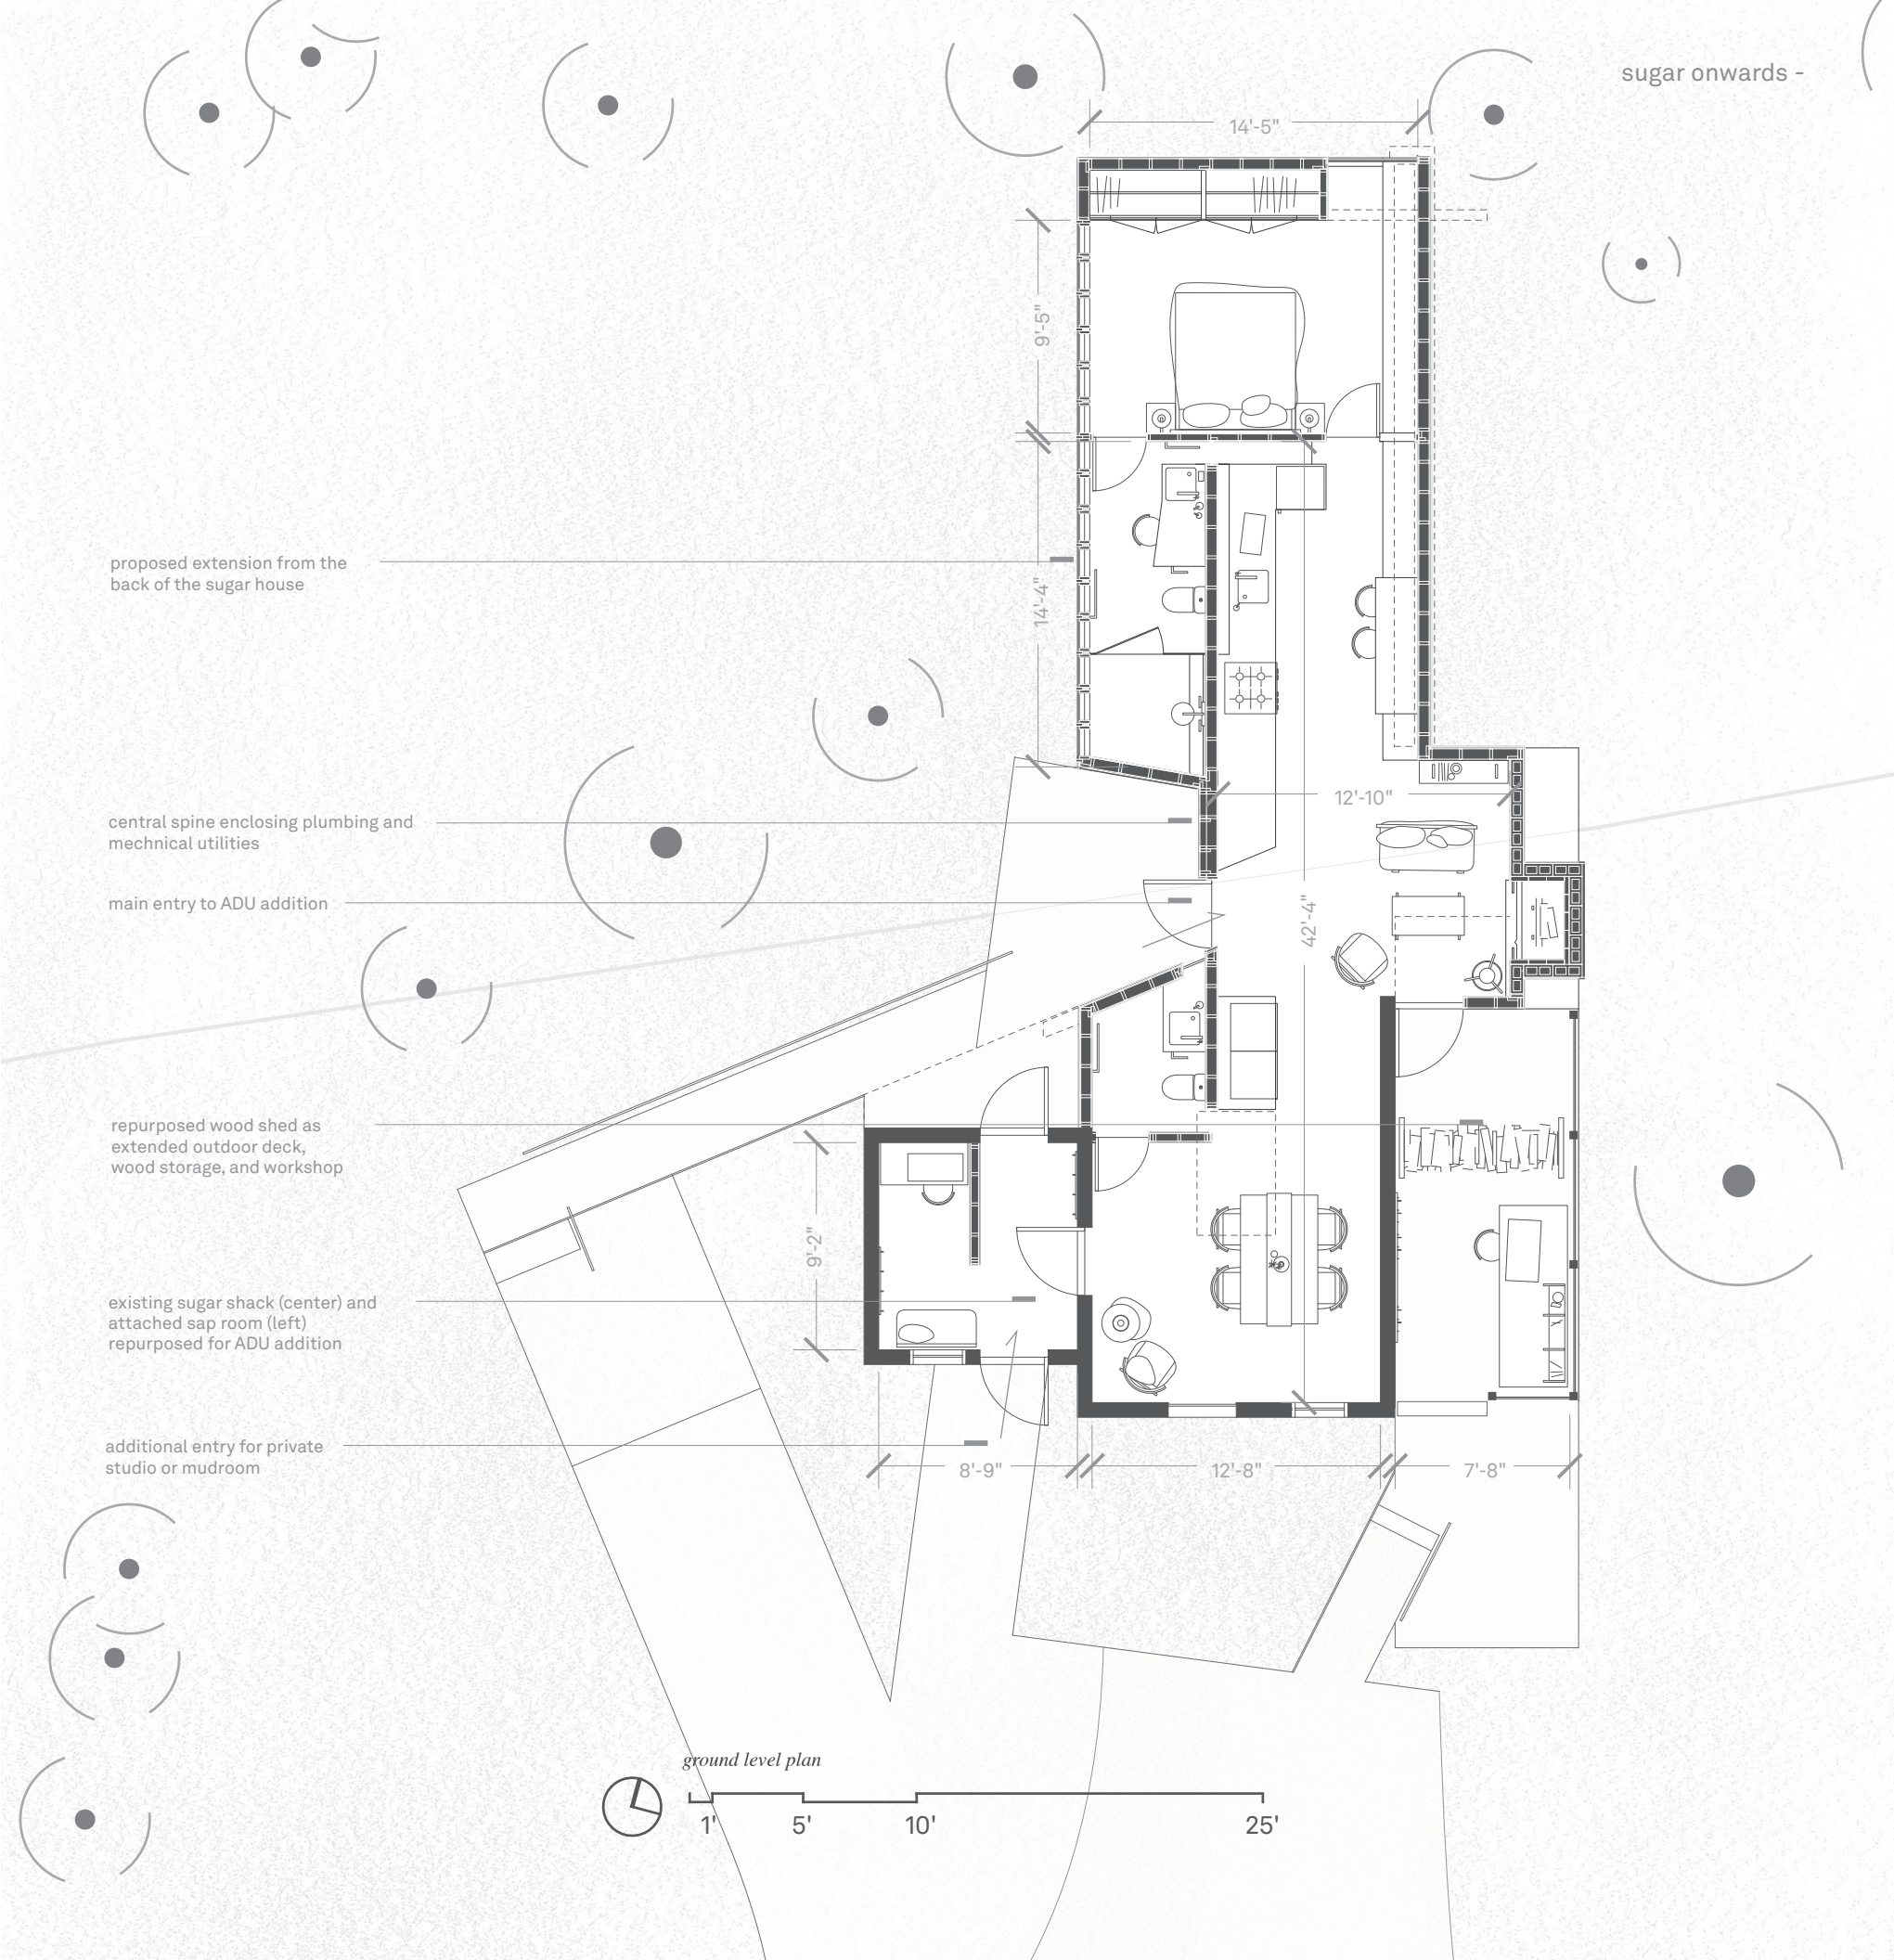 sugar onwards -
14'-5"
9'-5"
proposed extension from the
back of the sugar house
14'-4"
12'-10"
central spine enclosing plumbing and
mechnical utilities
main entry to ADU addition
42'-4"
repurposed wood shed as
extended outdoor deck,
wood storage, and workshop
9'-2"
existing sugar shack (center) and
attached sap room (left)
repurposed for ADU addition
additional entry for private
studio or mudroom
8'-9"
12'-8"
7'-8"
ground level plan
1'
5'
10'
25'